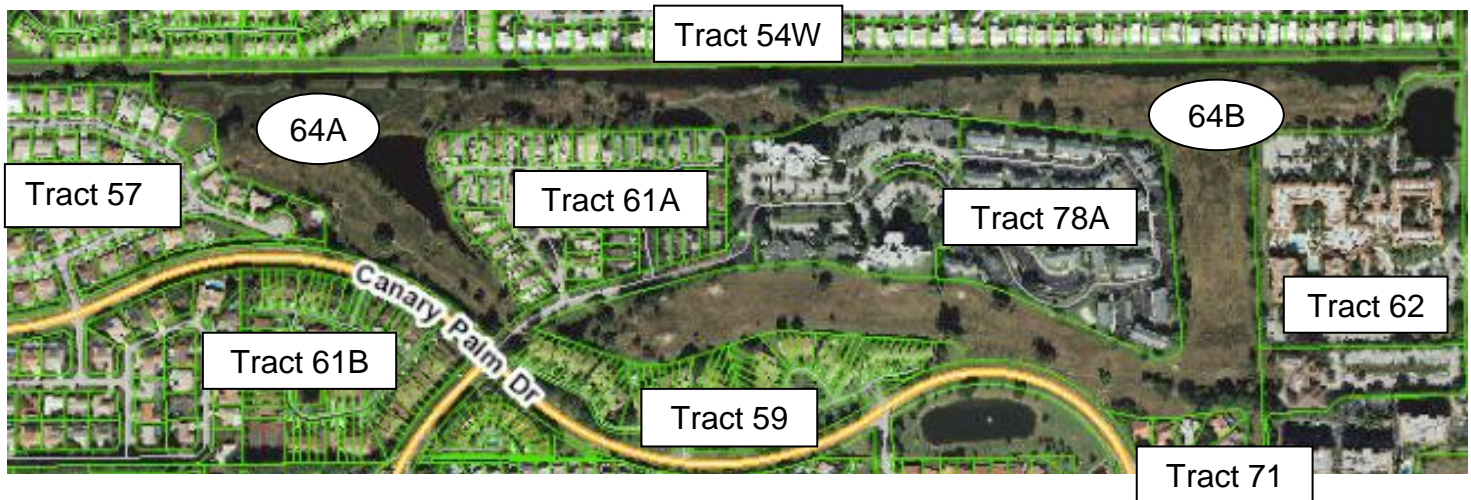 Tract 54W
64A
64B
Tract 57
Tract 61A
Tract 78A
Canary Palm Dr
Tract 62
Tract 61B
Tract 59
Tract 71